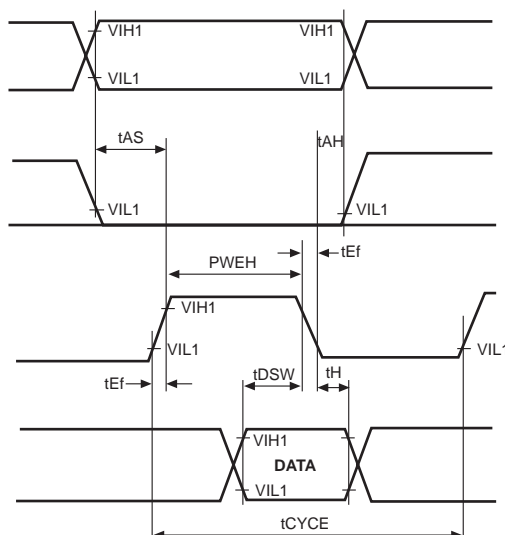 VIH1 VIH1
VIL1 VIL1
tAS tAH
VIL1 VIL1
tEf
PWEH
VIH1
VIL1 VIL1
tEf tDSW tH
VIH1
DATA
VIL1
tCYCE